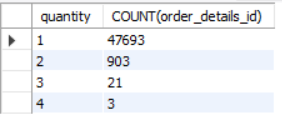 quantity COUNT(order_details_id)
1 47693
2 903
3 21
4 3